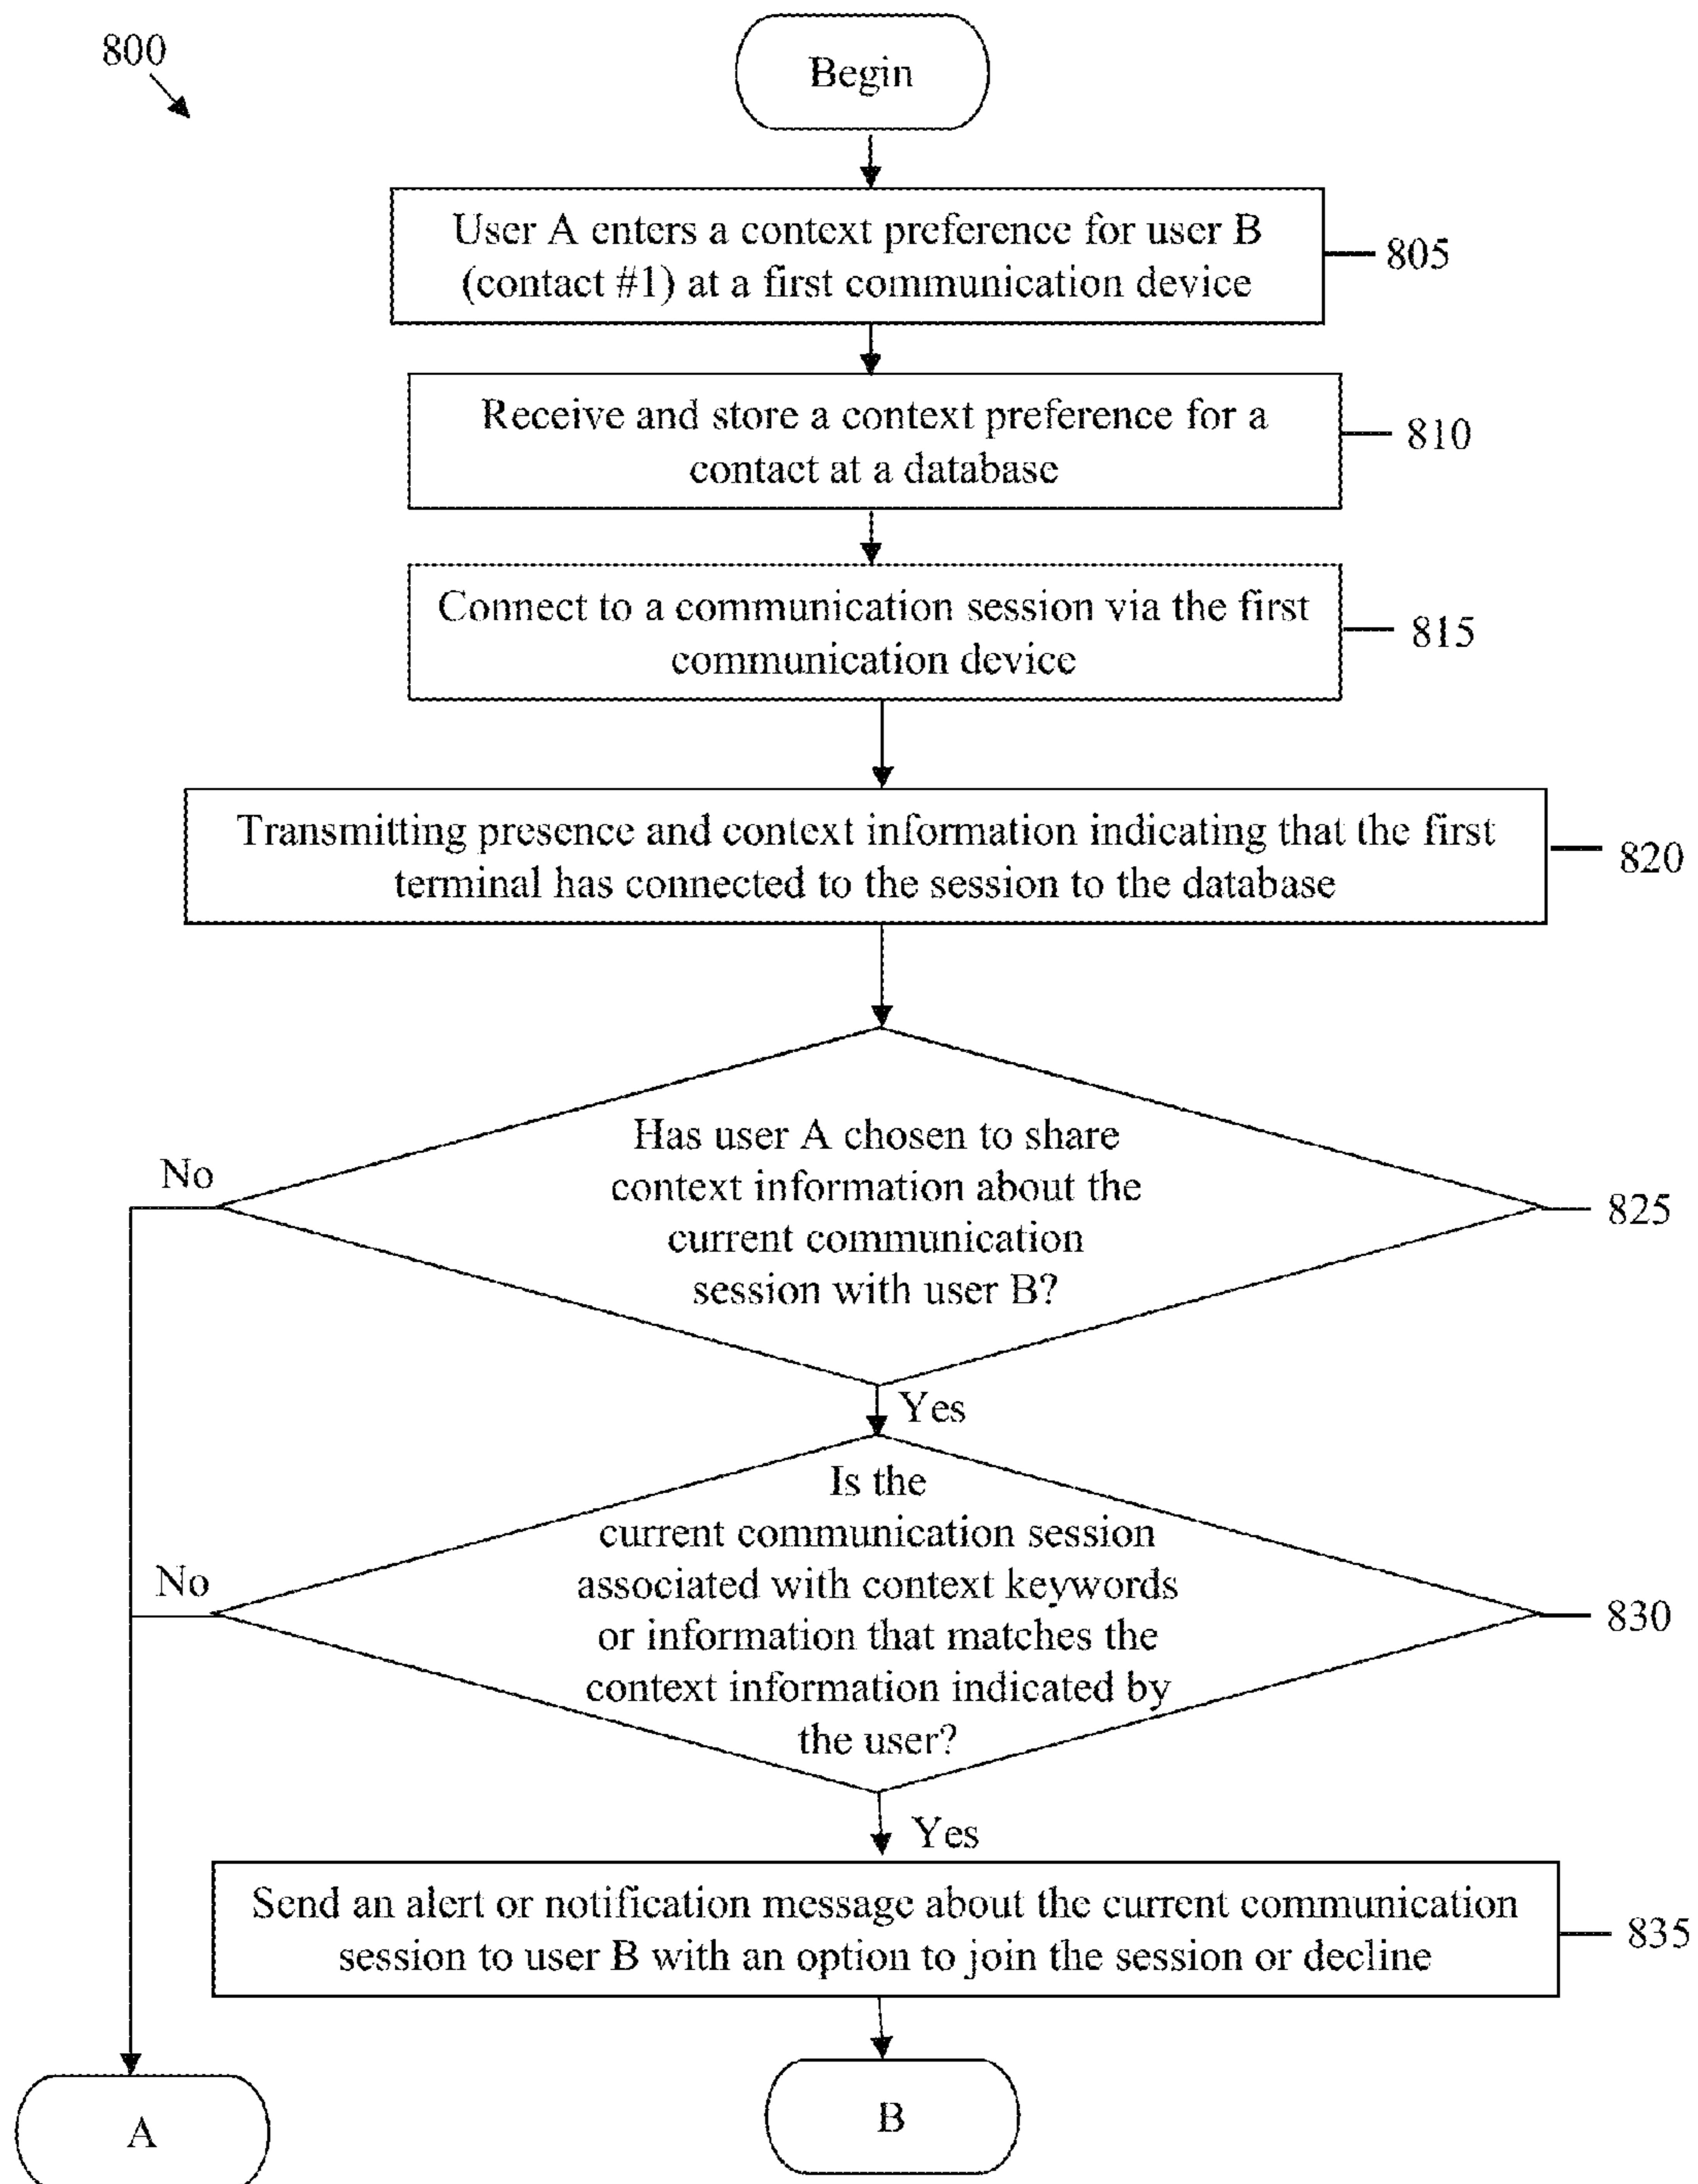 800
Begin
User A enters a context preference for user B
(contact #1) at a first communication device
805
Receive and store a context preference for a
contact at a database
810
Connect to a communication session via the first
communication device
815
Transmitting presence and context information indicating that the first
terminal has connected to the session to the database
820
Has user A chosen to share
context information about the
current communication
session with user B?
No
825
Yes
Is the
current communication session
associated with context keywords
or information that matches the
context information indicated by
the user?
No
830
Yes
Send an alert or notification message about the current communication
session to user B with an option to join the session or decline
835
A
B